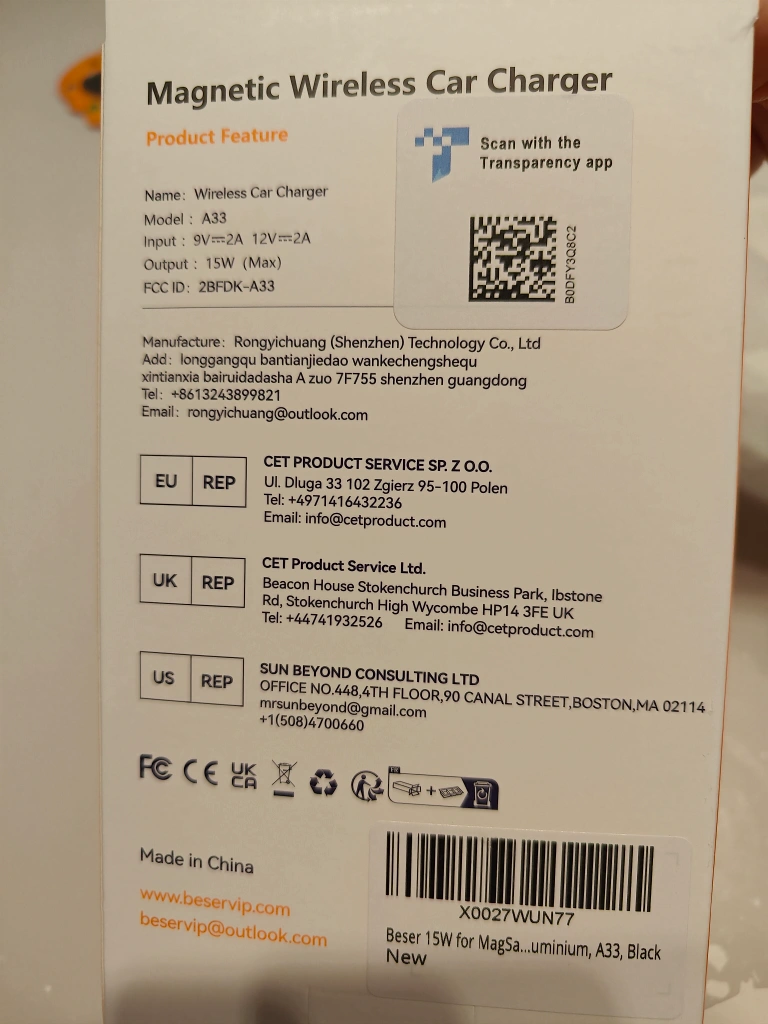 Magnetic Wireless Car Charger
Product Feature
Scan with the
Transparency app
B0DFY3Q8C2
Name: Wireless Car Charger
Model : A33
Input : 9V⎓2A 12V⎓2A
Output : 15W (Max)
FCC ID: 2BFDK-A33
Manufacture: Rongyichuang (Shenzhen) Technology Co., Ltd
Add: longgangqu bantianjiedao wankechengshequ
xintianxia bairuidadasha A zuo 7F755 shenzhen guangdong
Tel: +8613243899821
Email: rongyichuang@outlook.com
EU REP
CET PRODUCT SERVICE SP. Z O.O.
Ul. Dluga 33 102 Zgierz 95-100 Polen
Tel: +4971416432236
Email: info@cetproduct.com
UK REP
CET Product Service Ltd.
Beacon House Stokenchurch Business Park, Ibstone
Rd, Stokenchurch High Wycombe HP14 3FE UK
Tel: +44741932526 Email: info@cetproduct.com
US REP
SUN BEYOND CONSULTING LTD
OFFICE NO.448,4TH FLOOR,90 CANAL STREET,BOSTON,MA 02114
mrsunbeyond@gmail.com
+1(508)4700660
FC CE UK
CA
+
Made in China
www.beservip.com
beservip@outlook.com
X0027WUN77
Beser 15W for MagSa...uminium, A33, Black
New